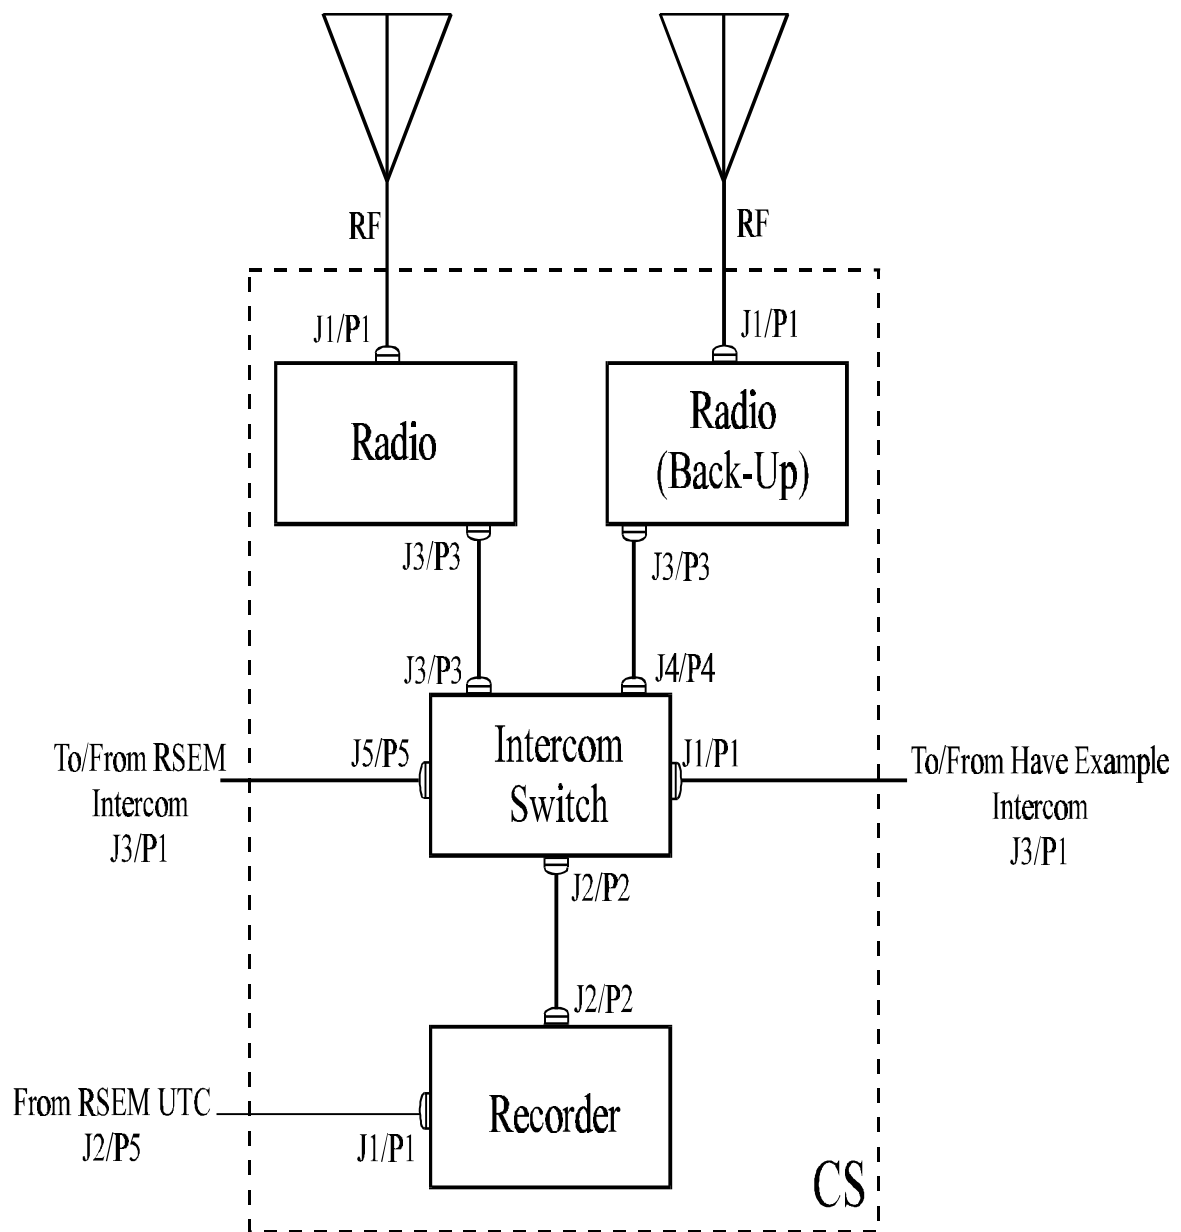 RF
RF
J1/P1
J1/P1
Radio
Radio
(Back-Up)
J3/P3
J3/P3
J3/P3
J4/P4
To/From RSEM
Intercom
J3/P1
J5/P5
Intercom
Switch
J1/P1
To/From Have Example
Intercom
J3/P1
J2/P2
J2/P2
From RSEM UTC
J2/P5
J1/P1
Recorder
CS